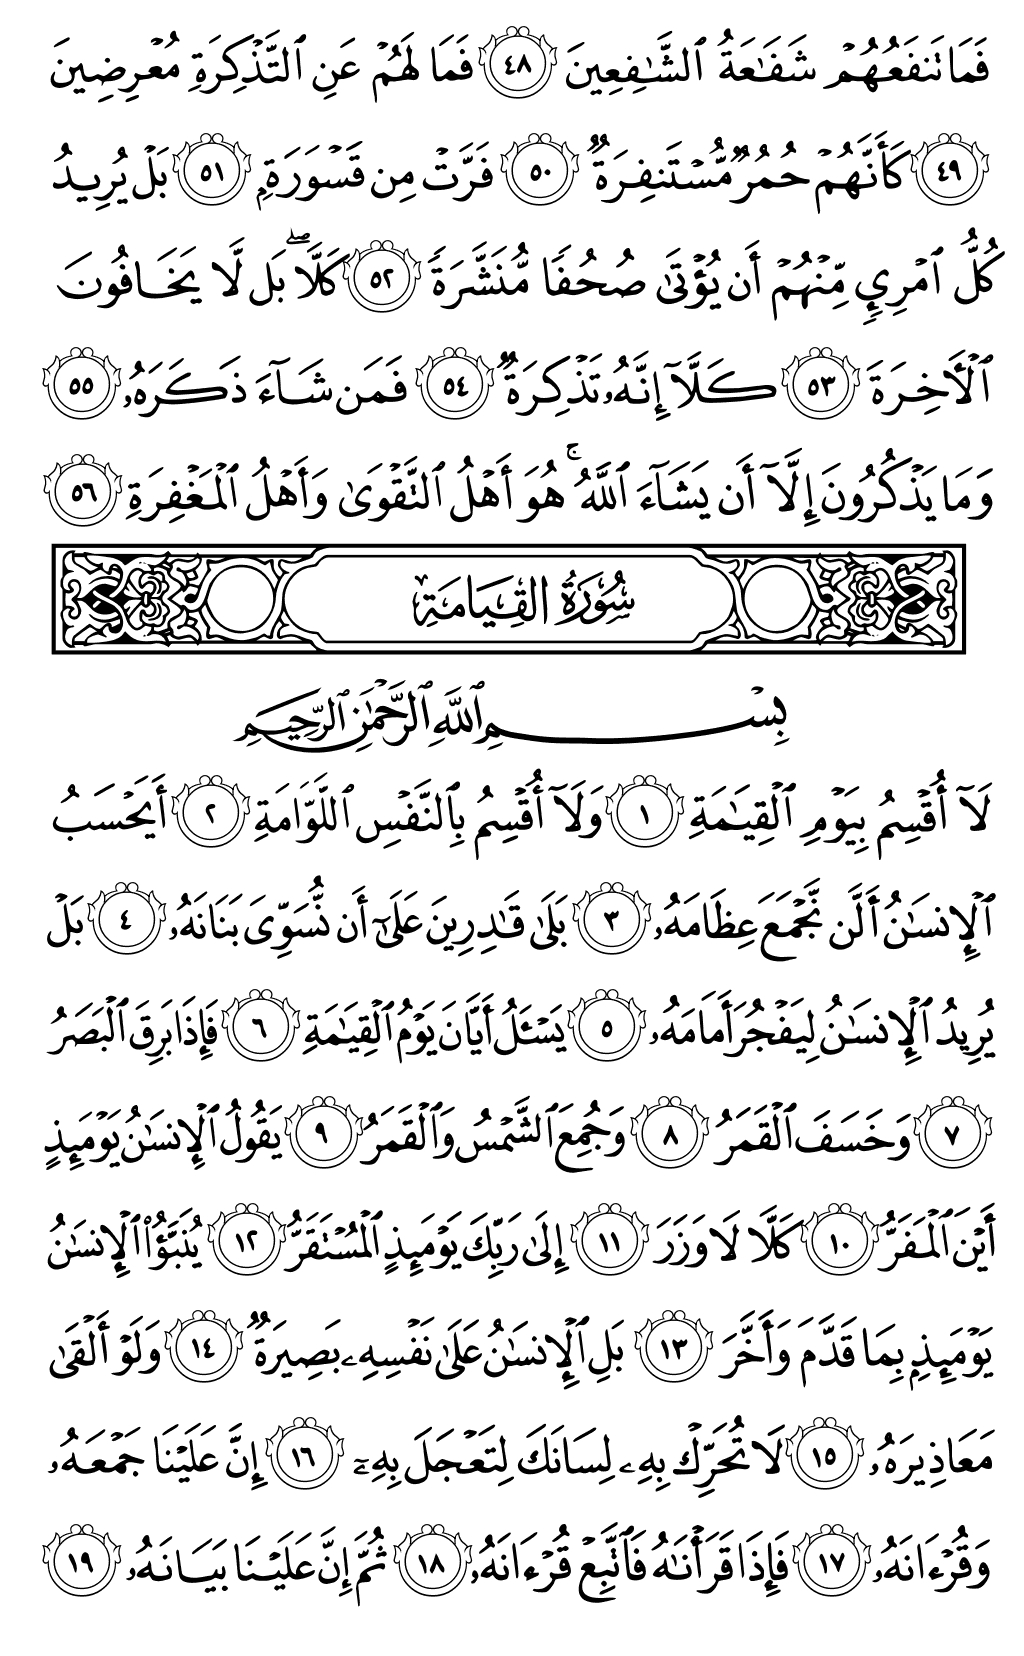 فَمَا تَنفَعُهُمْ شَفَٰعَةُ ٱلشَّٰفِعِينَ ٤٨ فَمَا لَهُمْ عَنِ ٱلتَّذْكِرَةِ مُعْرِضِينَ
٤٩ كَأَنَّهُمْ حُمُرٌ مُّسْتَنفِرَةٌ ٥٠ فَرَّتْ مِن قَسْوَرَةٍۭ ٥١ بَلْ يُرِيدُ
كُلُّ ٱمْرِئٍ مِّنْهُمْ أَن يُؤْتَىٰ صُحُفًا مُّنَشَّرَةً ٥٢ كَلَّا ۖ بَل لَّا يَخَافُونَ
ٱلْأَخِرَةَ ٥٣ كَلَّآ إِنَّهُۥ تَذْكِرَةٌ ٥٤ فَمَن شَآءَ ذَكَرَهُۥ ٥٥
وَمَا يَذْكُرُونَ إِلَّآ أَن يَشَآءَ ٱللَّهُ ۚ هُوَ أَهْلُ ٱلتَّقْوَىٰ وَأَهْلُ ٱلْمَغْفِرَةِ ٥٦
سُورَةُ القِيَامَةِ
بِسْمِ ٱللَّهِ ٱلرَّحْمَٰنِ ٱلرَّحِيمِ
لَآ أُقْسِمُ بِيَوْمِ ٱلْقِيَٰمَةِ ١ وَلَآ أُقْسِمُ بِٱلنَّفْسِ ٱللَّوَّامَةِ ٢ أَيَحْسَبُ
ٱلْإِنسَٰنُ أَلَّن نَّجْمَعَ عِظَامَهُۥ ٣ بَلَىٰ قَٰدِرِينَ عَلَىٰٓ أَن نُّسَوِّىَ بَنَانَهُۥ ٤ بَلْ
يُرِيدُ ٱلْإِنسَٰنُ لِيَفْجُرَ أَمَامَهُۥ ٥ يَسْـَٔلُ أَيَّانَ يَوْمُ ٱلْقِيَٰمَةِ ٦ فَإِذَا بَرِقَ ٱلْبَصَرُ
٧ وَخَسَفَ ٱلْقَمَرُ ٨ وَجُمِعَ ٱلشَّمْسُ وَٱلْقَمَرُ ٩ يَقُولُ ٱلْإِنسَٰنُ يَوْمَئِذٍ
أَيْنَ ٱلْمَفَرُّ ١٠ كَلَّا لَا وَزَرَ ١١ إِلَىٰ رَبِّكَ يَوْمَئِذٍ ٱلْمُسْتَقَرُّ ١٢ يُنَبَّؤُا۟ ٱلْإِنسَٰنُ
يَوْمَئِذٍۭ بِمَا قَدَّمَ وَأَخَّرَ ١٣ بَلِ ٱلْإِنسَٰنُ عَلَىٰ نَفْسِهِۦ بَصِيرَةٌ ١٤ وَلَوْ أَلْقَىٰ
مَعَاذِيرَهُۥ ١٥ لَا تُحَرِّكْ بِهِۦ لِسَانَكَ لِتَعْجَلَ بِهِۦٓ ١٦ إِنَّ عَلَيْنَا جَمْعَهُۥ
وَقُرْءَانَهُۥ ١٧ فَإِذَا قَرَأْنَٰهُ فَٱتَّبِعْ قُرْءَانَهُۥ ١٨ ثُمَّ إِنَّ عَلَيْنَا بَيَانَهُۥ ١٩